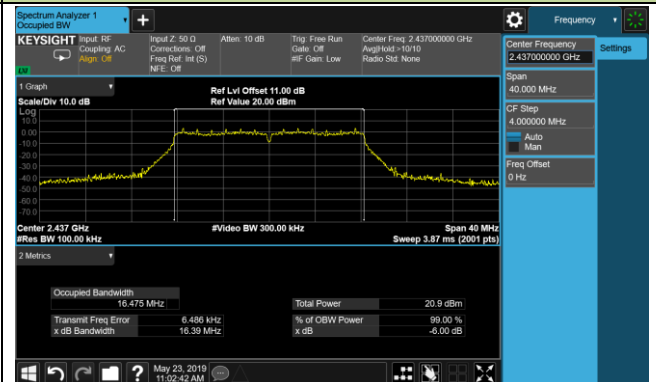 Spectrum Analyzer 1
Occupied BW
Frequency
KEYSIGHT
Input: RF
Coupling: AC
Align: Off
Input Z: 50 Ω
Corrections: Off
Freq Ref: Int (S)
NFE: Off
Atten: 10 dB
Trig: Free Run
Gate: Off
#IF Gain: Low
Center Freq: 2.437000000 GHz
Avg|Hold:>10/10
Radio Std: None
1 Graph
Scale/Div 10.0 dB
Ref Lvl Offset 11.00 dB
Ref Value 20.00 dBm
Log
10.0
0.00
-10.0
-20.0
-30.0
-40.0
-50.0
-60.0
-70.0
Center 2.437 GHz
#Res BW 100.00 kHz
#Video BW 300.00 kHz
Span 40 MHz
Sweep 3.87 ms (2001 pts)
2 Metrics
Occupied Bandwidth
16.475 MHz
Total Power 20.9 dBm
Transmit Freq Error 6.486 kHz
% of OBW Power 99.00 %
x dB Bandwidth 16.39 MHz
x dB -6.00 dB
Center Frequency
2.437000000 GHz
Settings
Span
40.000 MHz
CF Step
4.000000 MHz
Auto
Man
Freq Offset
0 Hz
?
May 23, 2019
11:02:42 AM